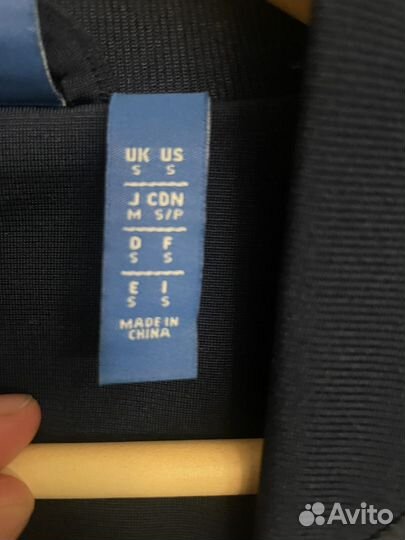 UK US
S S
J CDN
M S/P
D F
S S
E I
S S
MADE IN
CHINA
Avito